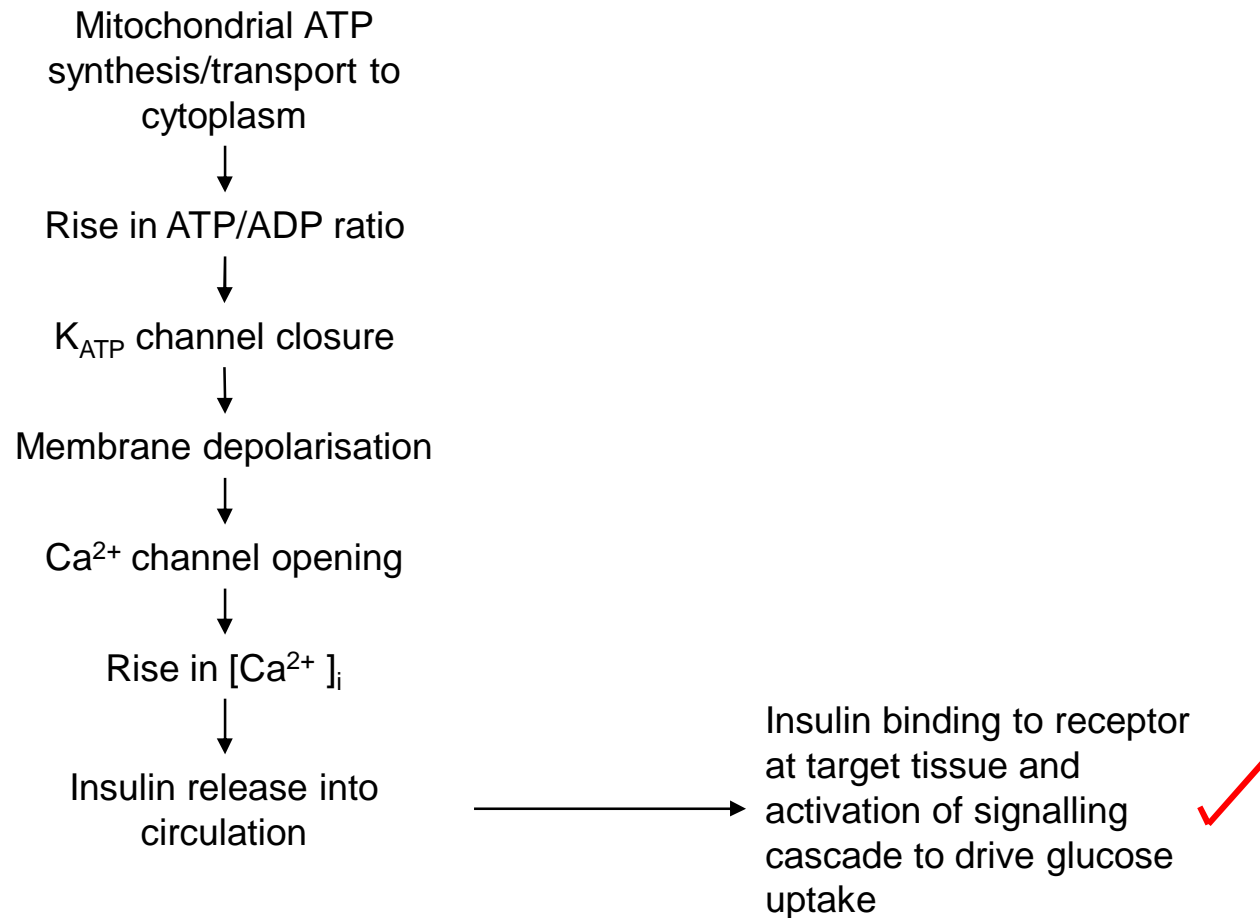 Mitochondrial ATP
synthesis/transport to
cytoplasm
Rise in ATP/ADP ratio
K_ATP channel closure
Membrane depolarisation
Ca²⁺ channel opening
Rise in [Ca²⁺ ]ᵢ
Insulin release into
circulation
Insulin binding to receptor
at target tissue and
activation of signalling
cascade to drive glucose
uptake